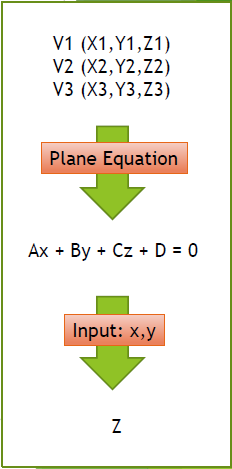 V1 (X1,Y1,Z1)
V2 (X2,Y2,Z2)
V3 (X3,Y3,Z3)
Plane Equation
Ax + By + Cz + D = 0
Input: x,y
Z